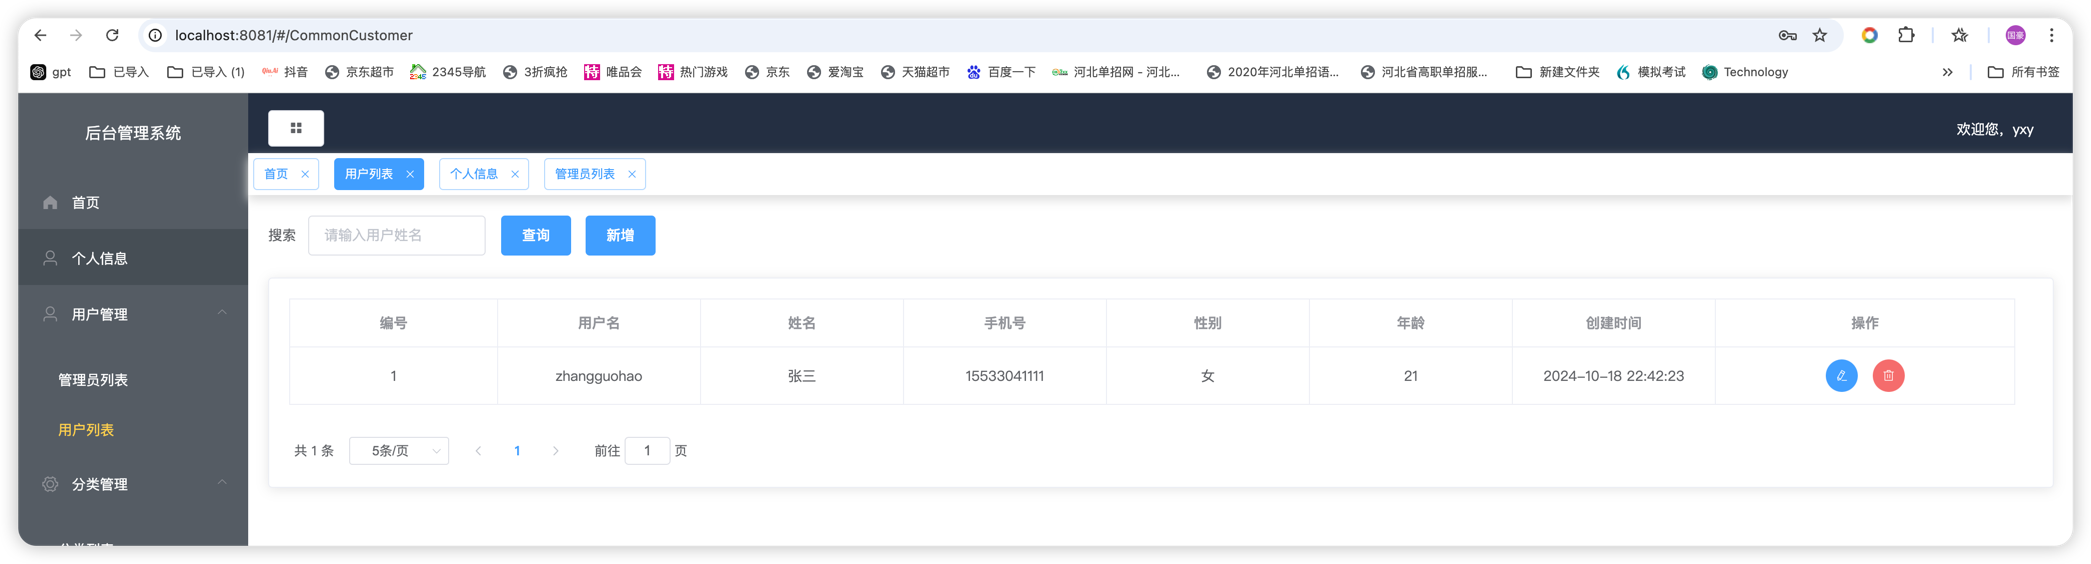 localhost:8081/#/CommonCustomer
国豪
gpt 已导入 已导入 (1) 抖音 京东超市 2345导航 3折疯抢 唯品会 热门游戏 京东 爱淘宝 天猫超市 百度一下 河北单招网 - 河北... 2020年河北单招语... 河北省高职单招服... 新建文件夹 模拟考试 Technology 所有书签
后台管理系统
欢迎您，yxy
首页 用户列表 个人信息 管理员列表
首页
个人信息
用户管理
管理员列表
用户列表
分类管理
搜索 请输入用户姓名 查询 新增
编号 用户名 姓名 手机号 性别 年龄 创建时间 操作
1 zhangguohao 张三 15533041111 女 21 2024-10-18 22:42:23
共 1 条 5条/页 1 前往 1 页